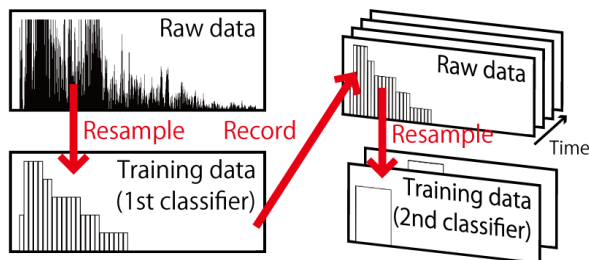 Raw data
Resample
Training data
(1st classifier)
Record
Raw data
Resample
Time
Training data
(2nd classifier)